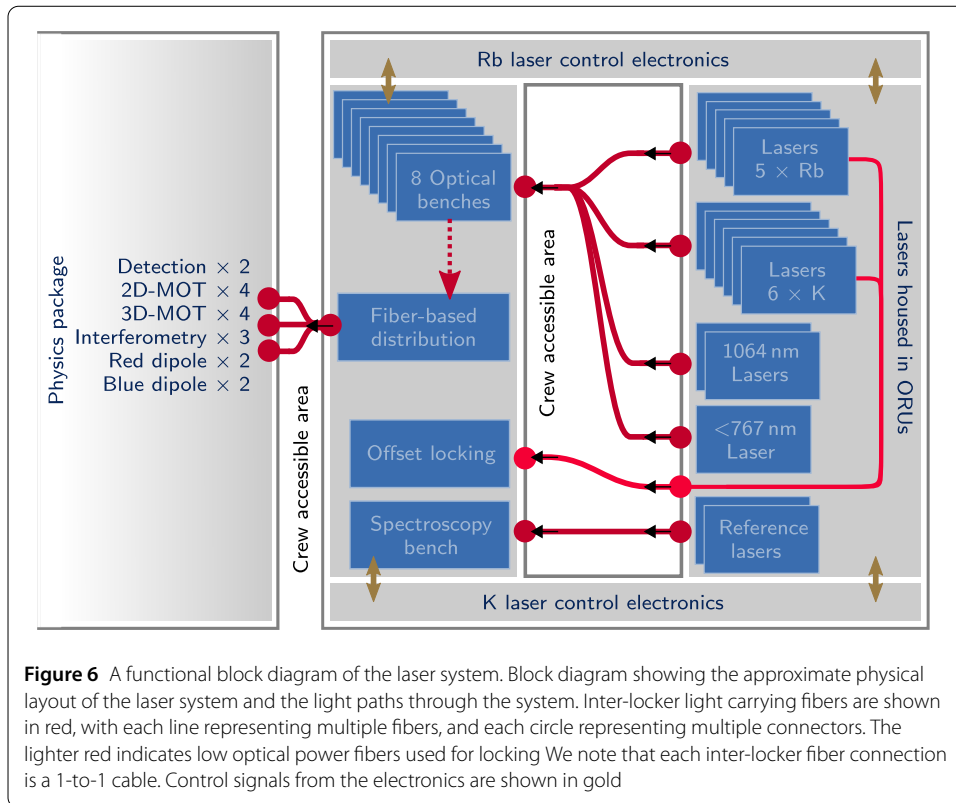 Rb laser control electronics
Physics package
Detection × 2
2D-MOT × 4
3D-MOT × 4
Interferometry × 3
Red dipole × 2
Blue dipole × 2
Crew accessible area
8 Optical
benches
Fiber-based
distribution
Offset locking
Spectroscopy
bench
Crew accessible area
Lasers
5 × Rb
Lasers
6 × K
1064 nm
Lasers
<767 nm
Laser
Reference
lasers
Lasers housed in ORUs
K laser control electronics
Figure 6 A functional block diagram of the laser system. Block diagram showing the approximate physical
layout of the laser system and the light paths through the system. Inter-locker light carrying fibers are shown
in red, with each line representing multiple fibers, and each circle representing multiple connectors. The
lighter red indicates low optical power fibers used for locking We note that each inter-locker fiber connection
is a 1-to-1 cable. Control signals from the electronics are shown in gold